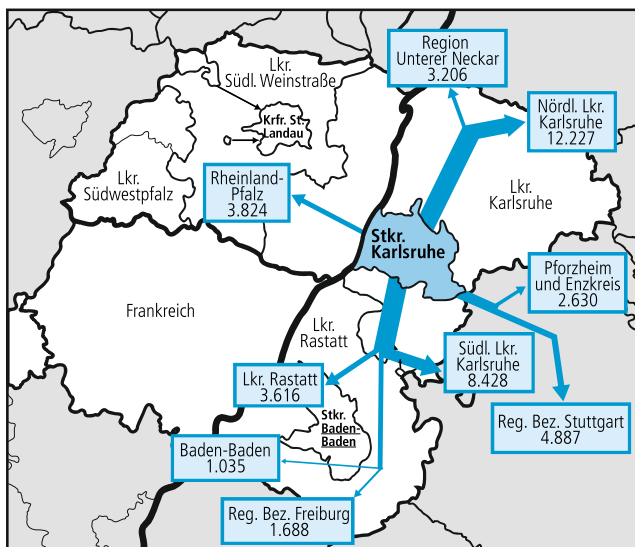 Region
Unterer Neckar
3.206
Lkr.
Südl. Weinstraße
Nördl. Lkr.
Karlsruhe
12.227
Krfr. St.
Landau
Lkr.
Südwestpfalz
Rheinland-
Pfalz
3.824
Lkr.
Karlsruhe
Stkr.
Karlsruhe
Pforzheim
und Enzkreis
2.630
Frankreich
Lkr.
Rastatt
Südl. Lkr.
Karlsruhe
8.428
Lkr. Rastatt
3.616
Stkr.
Baden-
Baden
Reg. Bez. Stuttgart
4.887
Baden-Baden
1.035
Reg. Bez. Freiburg
1.688